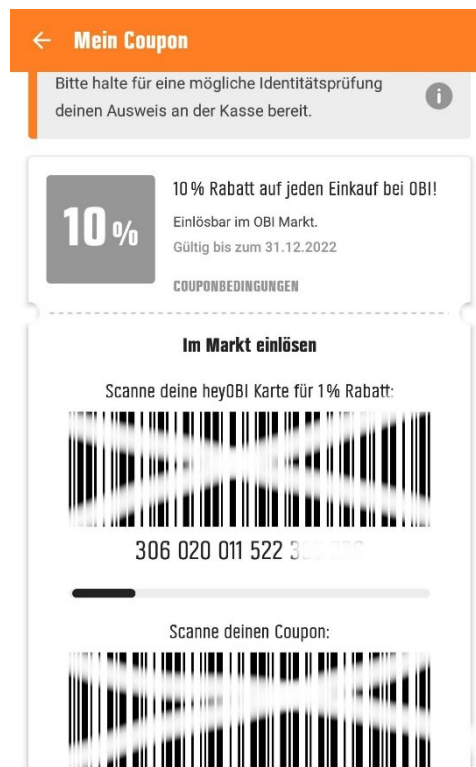 Mein Coupon
Bitte halte für eine mögliche Identitätsprüfung
deinen Ausweis an der Kasse bereit.
10%
10% Rabatt auf jeden Einkauf bei OBI!
Einlösbar im OBI Markt.
Gültig bis zum 31.12.2022
COUPONBEDINGUNGEN
Im Markt einlösen
Scanne deine heyOBI Karte für 1% Rabatt:
306 020 011 522
Scanne deinen Coupon: